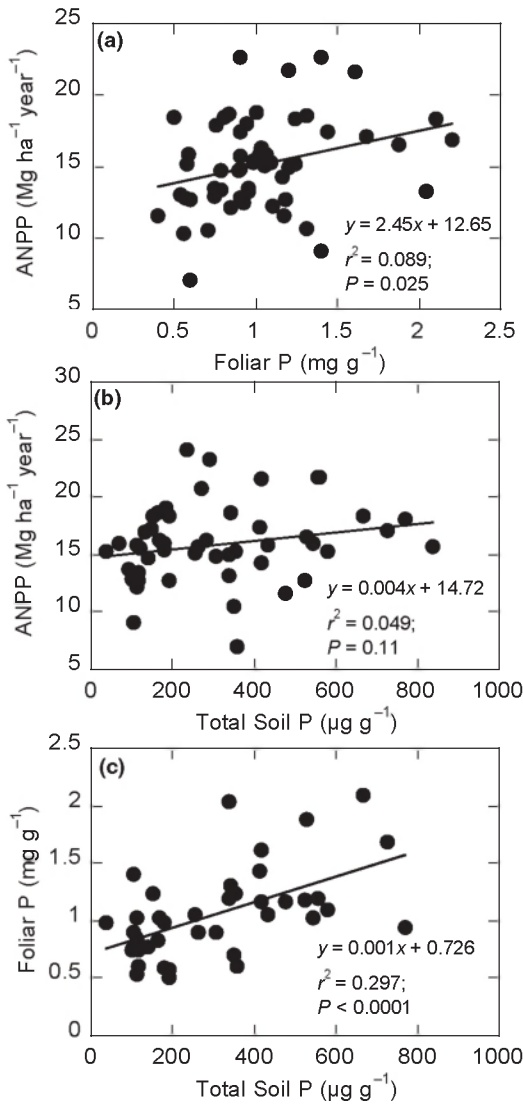 (a)
25
20
15
10
5
ANPP (Mg ha⁻¹ year⁻¹)
y = 2.45x + 12.65
r² = 0.089;
P = 0.025
0 0.5 1 1.5 2 2.5
Foliar P (mg g⁻¹)
(b)
30
25
20
15
10
5
ANPP (Mg ha⁻¹ year⁻¹)
y = 0.004x + 14.72
r² = 0.049;
P = 0.11
0 200 400 600 800 1000
Total Soil P (µg g⁻¹)
(c)
2.5
2
1.5
1
0.5
0
Foliar P (mg g⁻¹)
y = 0.001x + 0.726
r² = 0.297;
P < 0.0001
0 200 400 600 800 1000
Total Soil P (µg g⁻¹)